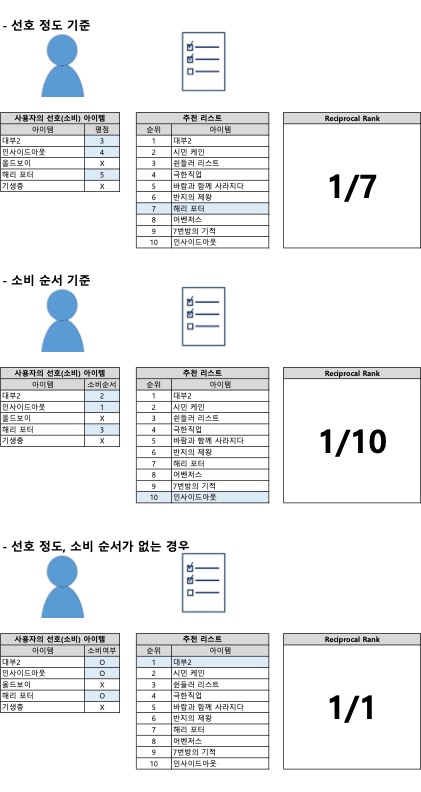 - 선호 정도 기준
사용자의 선호(소비) 아이템
아이템 평점
대부2 3
인사이드아웃 4
올드보이 X
해리 포터 5
기생충 X
추천 리스트
순위 아이템
1 대부2
2 시민 케인
3 쉰들러 리스트
4 극한직업
5 바람과 함께 사라지다
6 반지의 제왕
7 해리 포터
8 어벤저스
9 7번방의 기적
10 인사이드아웃
Reciprocal Rank
1/7
- 소비 순서 기준
사용자의 선호(소비) 아이템
아이템 소비순서
대부2 2
인사이드아웃 1
올드보이 X
해리 포터 3
기생충 X
추천 리스트
순위 아이템
1 대부2
2 시민 케인
3 쉰들러 리스트
4 극한직업
5 바람과 함께 사라지다
6 반지의 제왕
7 해리 포터
8 어벤저스
9 7번방의 기적
10 인사이드아웃
Reciprocal Rank
1/10
- 선호 정도, 소비 순서가 없는 경우
사용자의 선호(소비) 아이템
아이템 소비여부
대부2 O
인사이드아웃 O
올드보이 X
해리 포터 O
기생충 X
추천 리스트
순위 아이템
1 대부2
2 시민 케인
3 쉰들러 리스트
4 극한직업
5 바람과 함께 사라지다
6 반지의 제왕
7 해리 포터
8 어벤저스
9 7번방의 기적
10 인사이드아웃
Reciprocal Rank
1/1